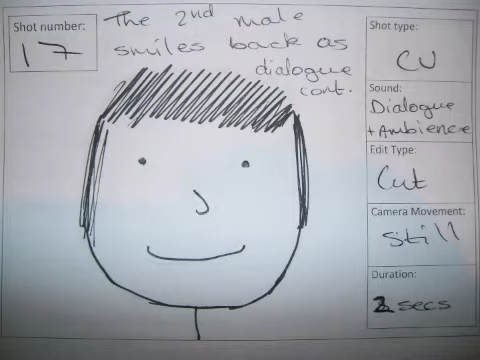 Shot number:
17
The 2nd male
smiles back as
dialogue
cont.
Shot type:
CU
Sound:
Dialogue
+ Ambience
Edit Type:
Cut
Camera Movement:
Still
Duration:
2 secs